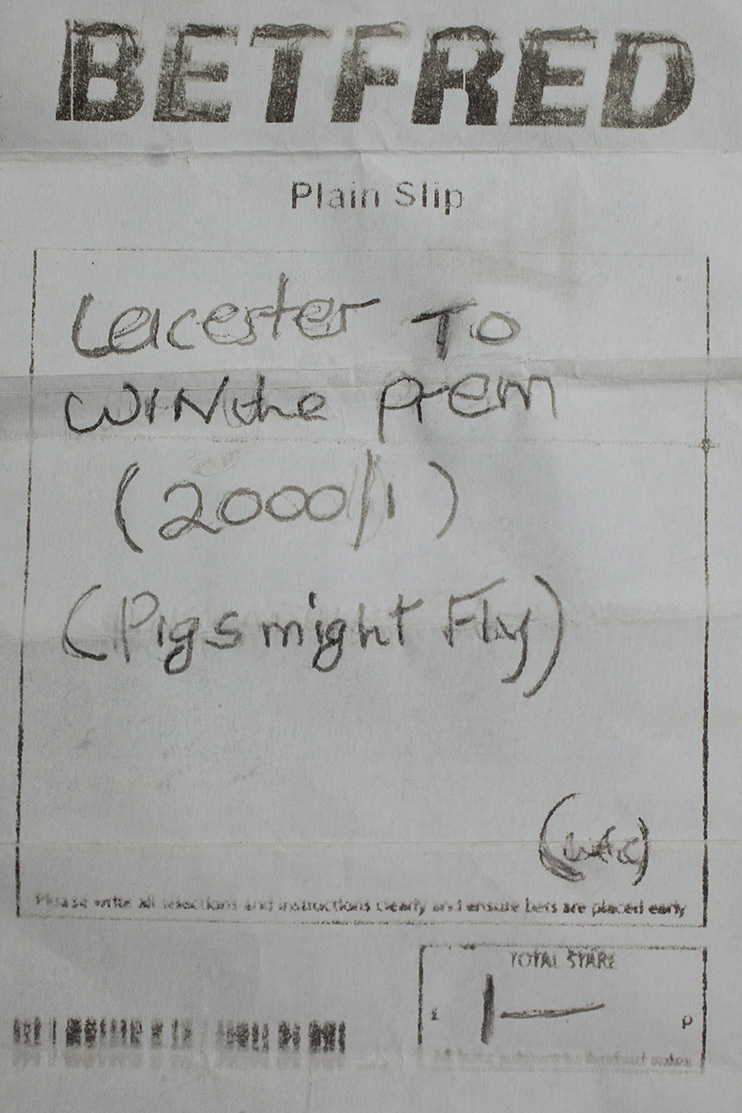 BETFRED
Plain Slip
Leicester To
WIN the prem
(2000/1)
(Pigs might Fly)
Please write all selections and instructions clearly and ensure bets are placed early
TOTAL STAKE
£ 1 — p